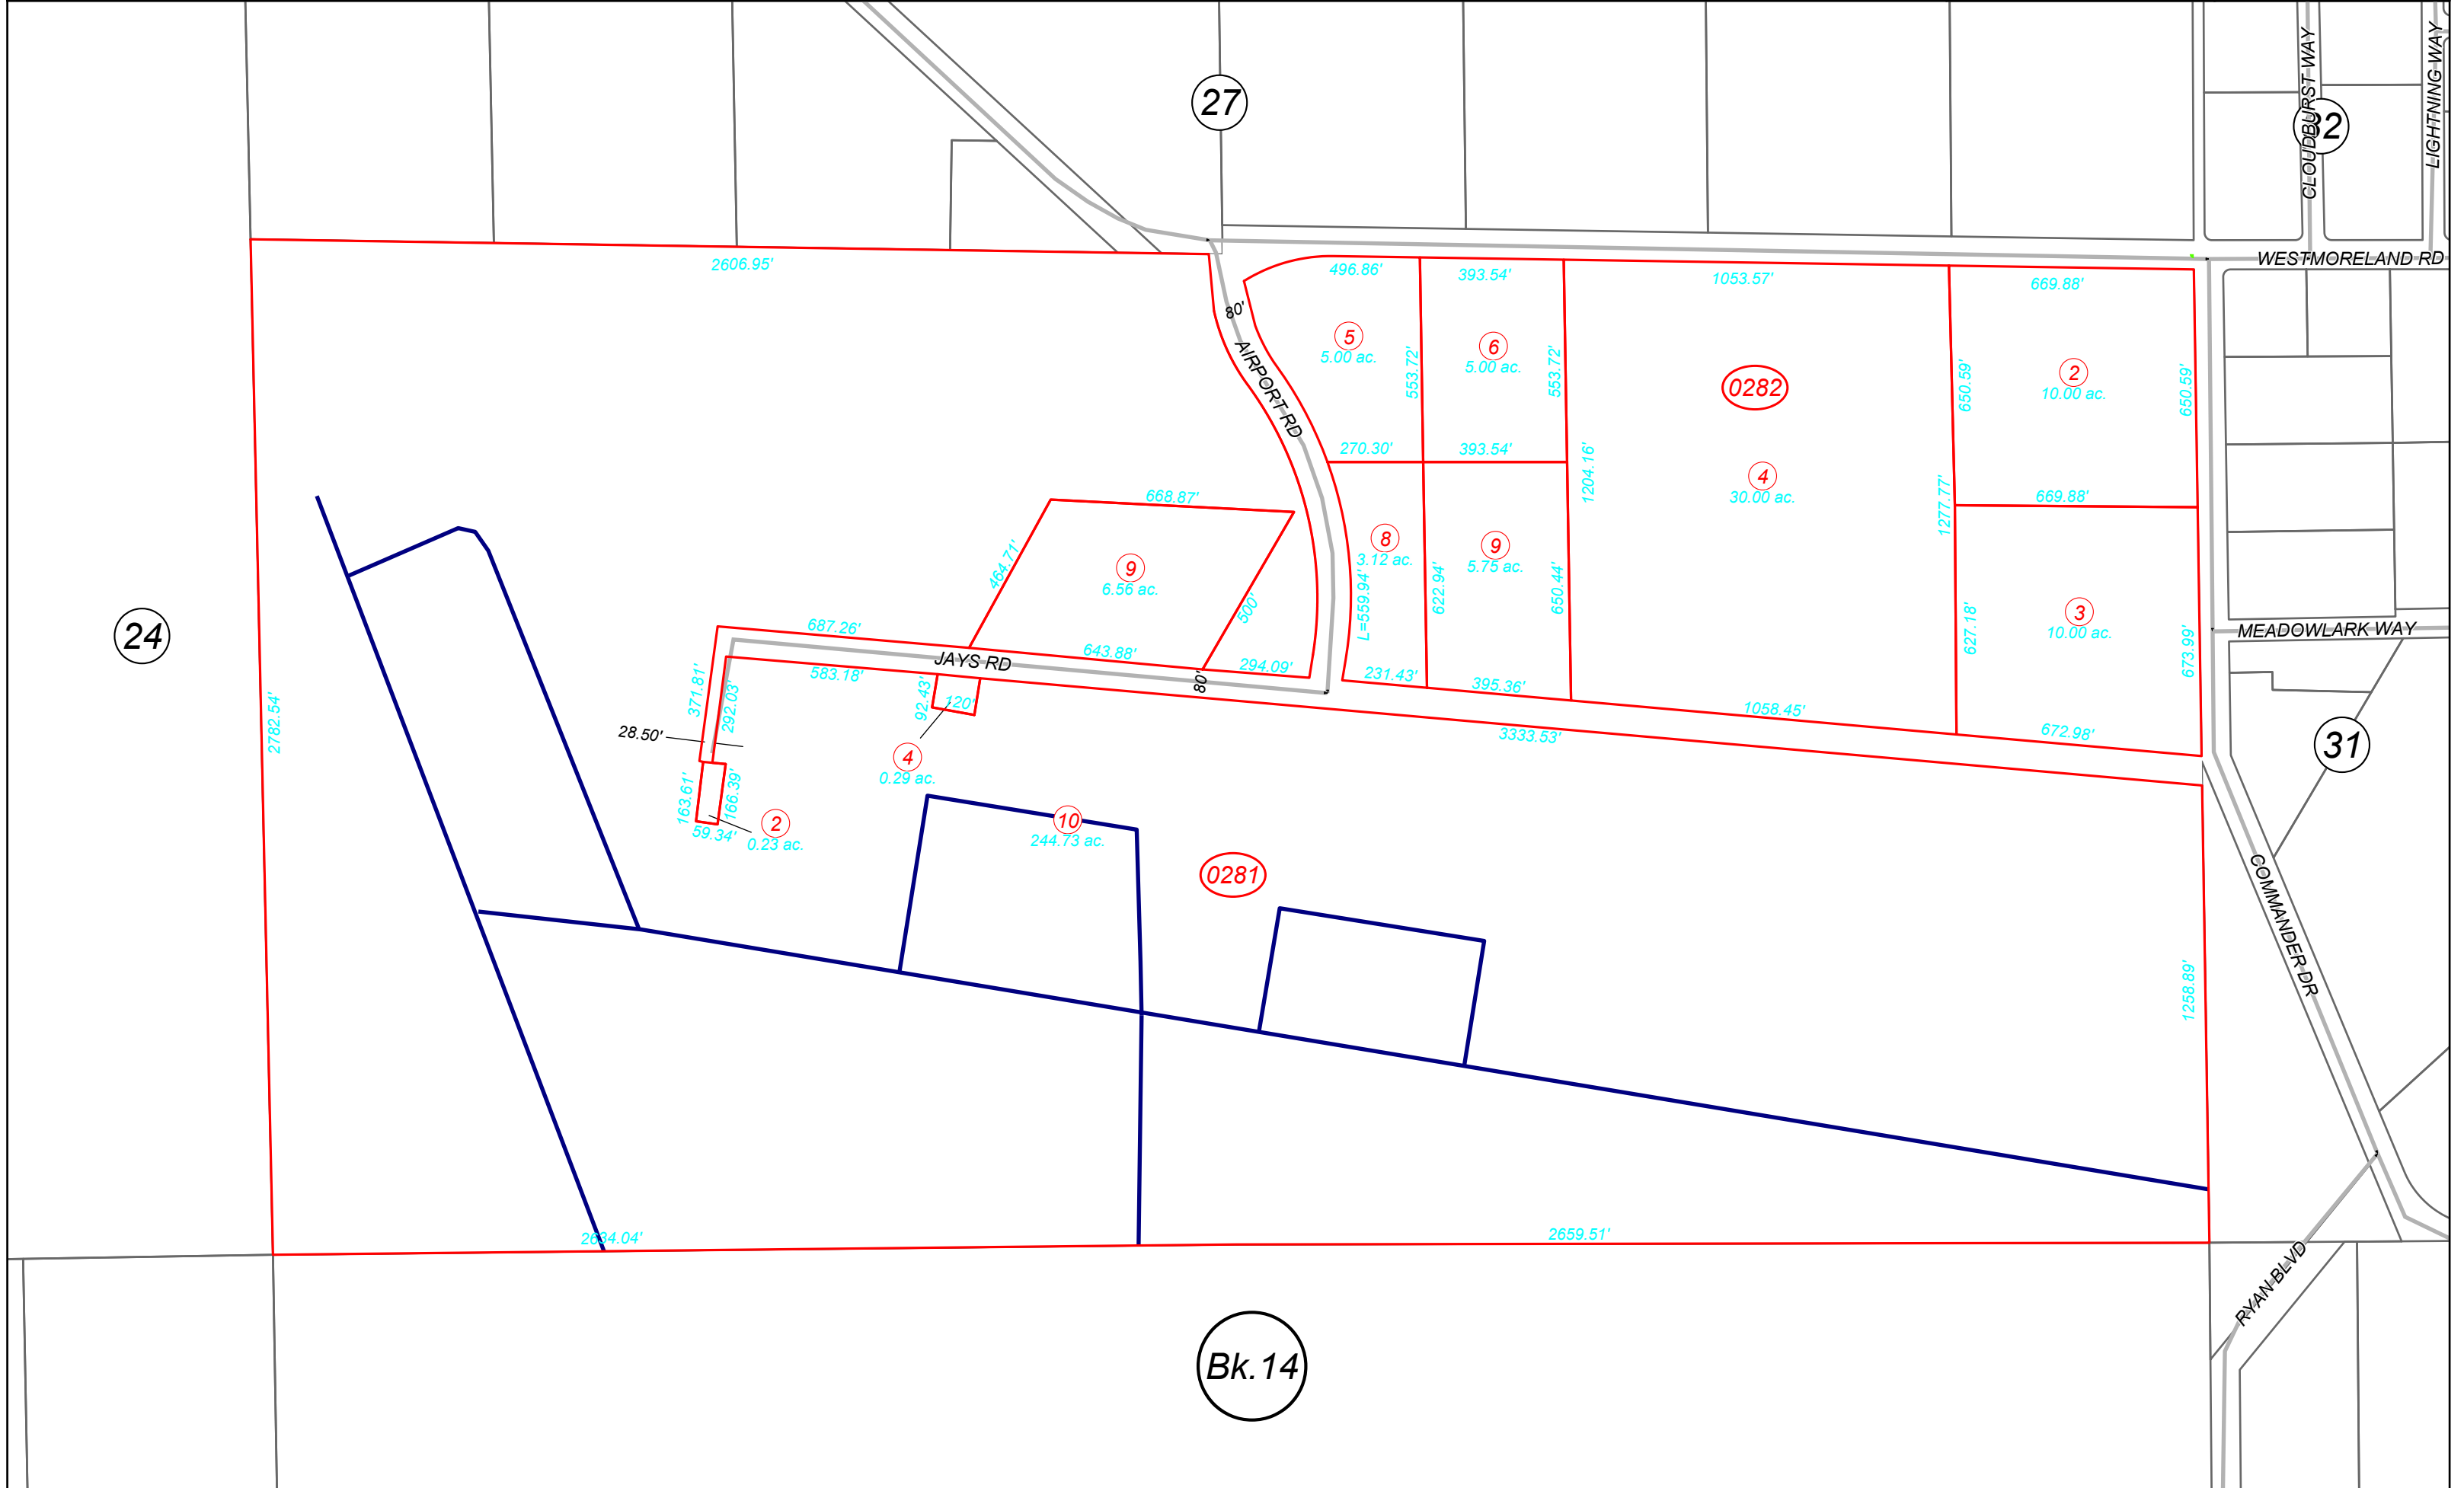 27
32
CLOUDBURST WAY
LIGHTNING WAY
WESTMORELAND RD
2606.95'
496.86'
393.54'
1053.57'
669.88'
80'
AIRPORT RD
5
5.00 ac.
553.72'
6
5.00 ac.
553.72'
0282
650.59'
2
10.00 ac.
650.59'
270.30'
393.54'
1204.16'
4
30.00 ac.
1277.77'
669.88'
668.87'
464.71'
9
6.56 ac.
500'
8
3.12 ac.
L=559.94'
622.94'
9
5.75 ac.
650.44'
627.18'
3
10.00 ac.
673.99'
24
687.26'
643.88'
294.09'
JAYS RD
80'
583.18'
231.43'
395.36'
1058.45'
672.98'
3333.53'
MEADOWLARK WAY
371.81'
292.03'
92.43'
120'
28.50'
2782.54'
4
0.29 ac.
31
163.61'
166.39'
59.34'
2
0.23 ac.
10
244.73 ac.
0281
COMMANDER DR
1258.89'
2634.04'
2659.51'
RYAN BLVD
Bk.14